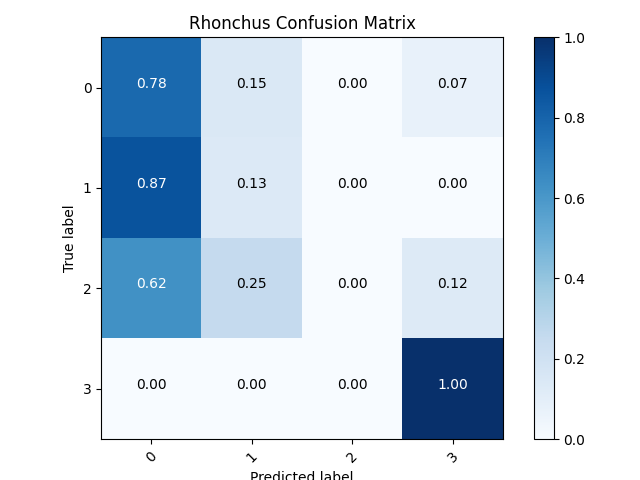 Rhonchus Confusion Matrix
True label
0
0.78 0.15 0.00 0.07
1
0.87 0.13 0.00 0.00
2
0.62 0.25 0.00 0.12
3
0.00 0.00 0.00 1.00
0 1 2 3
Predicted label
1.0
0.8
0.6
0.4
0.2
0.0